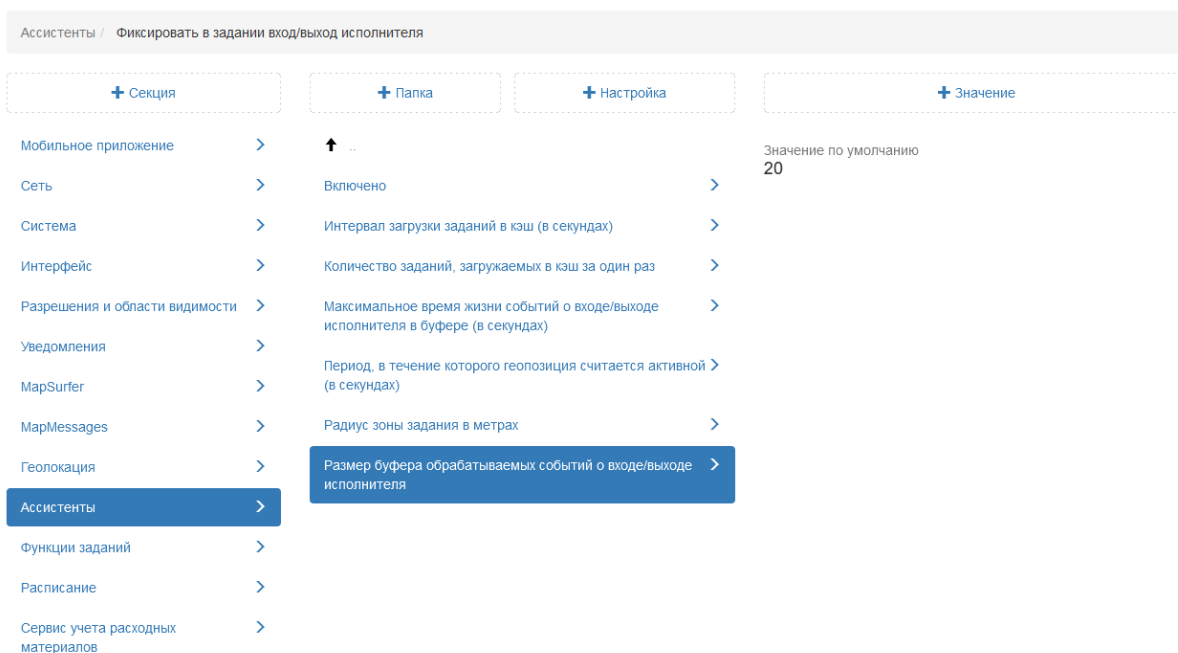 Ассистенты / Фиксировать в задании вход/выход исполнителя
+ Секция
+ Папка
+ Настройка
+ Значение
Мобильное приложение
Сеть
Система
Интерфейс
Разрешения и области видимости
Уведомления
MapSurfer
MapMessages
Геолокация
Ассистенты
Функции заданий
Расписание
Сервис учета расходных
материалов
..
Включено
Интервал загрузки заданий в кэш (в секундах)
Количество заданий, загружаемых в кэш за один раз
Максимальное время жизни событий о входе/выходе
исполнителя в буфере (в секундах)
Период, в течение которого геопозиция считается активной
(в секундах)
Радиус зоны задания в метрах
Размер буфера обрабатываемых событий о входе/выходе
исполнителя
Значение по умолчанию
20